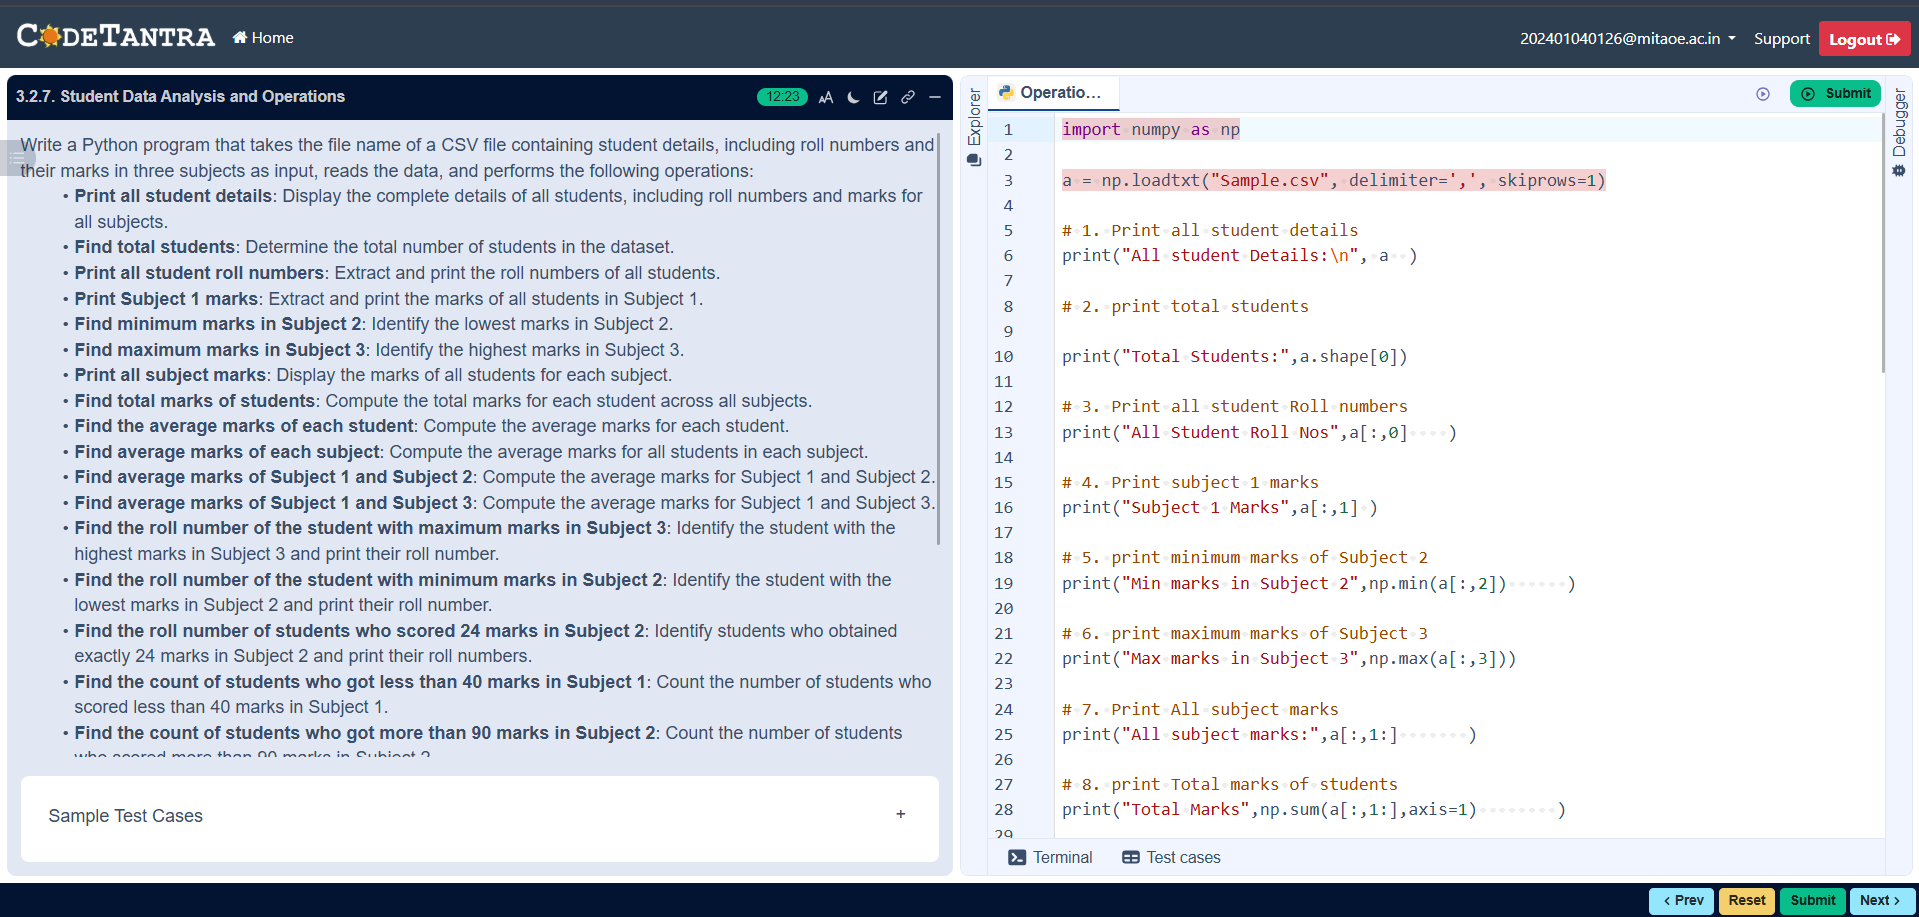 CODETANTRA
Home
202401040126@mitaoe.ac.in
Support
Logout
3.2.7. Student Data Analysis and Operations
12:23
AA
Write a Python program that takes the file name of a CSV file containing student details, including roll numbers and
their marks in three subjects as input, reads the data, and performs the following operations:
• Print all student details: Display the complete details of all students, including roll numbers and marks for
all subjects.
• Find total students: Determine the total number of students in the dataset.
• Print all student roll numbers: Extract and print the roll numbers of all students.
• Print Subject 1 marks: Extract and print the marks of all students in Subject 1.
• Find minimum marks in Subject 2: Identify the lowest marks in Subject 2.
• Find maximum marks in Subject 3: Identify the highest marks in Subject 3.
• Print all subject marks: Display the marks of all students for each subject.
• Find total marks of students: Compute the total marks for each student across all subjects.
• Find the average marks of each student: Compute the average marks for each student.
• Find average marks of each subject: Compute the average marks for all students in each subject.
• Find average marks of Subject 1 and Subject 2: Compute the average marks for Subject 1 and Subject 2.
• Find average marks of Subject 1 and Subject 3: Compute the average marks for Subject 1 and Subject 3.
• Find the roll number of the student with maximum marks in Subject 3: Identify the student with the
highest marks in Subject 3 and print their roll number.
• Find the roll number of the student with minimum marks in Subject 2: Identify the student with the
lowest marks in Subject 2 and print their roll number.
• Find the roll number of students who scored 24 marks in Subject 2: Identify students who obtained
exactly 24 marks in Subject 2 and print their roll numbers.
• Find the count of students who got less than 40 marks in Subject 1: Count the number of students who
scored less than 40 marks in Subject 1.
• Find the count of students who got more than 90 marks in Subject 2: Count the number of students
who scored more than 90 marks in Subject 2.
Sample Test Cases
+
Explorer
Operatio...
Submit
Debugger
1 import numpy as np
2
3 a = np.loadtxt("Sample.csv", delimiter=',', skiprows=1)
4
5 # 1. Print all student details
6 print("All student Details:\n", a  )
7
8 # 2. print total students
9
10 print("Total Students:",a.shape[0])
11
12 # 3. Print all student Roll numbers
13 print("All Student Roll Nos",a[:,0]    )
14
15 # 4. Print subject 1 marks
16 print("Subject 1 Marks",a[:,1] )
17
18 # 5. print minimum marks of Subject 2
19 print("Min marks in Subject 2",np.min(a[:,2])      )
20
21 # 6. print maximum marks of Subject 3
22 print("Max marks in Subject 3",np.max(a[:,3]))
23
24 # 7. Print All subject marks
25 print("All subject marks:",a[:,1:]       )
26
27 # 8. print Total marks of students
28 print("Total Marks",np.sum(a[:,1:],axis=1)        )
29
Terminal
Test cases
< Prev
Reset
Submit
Next >